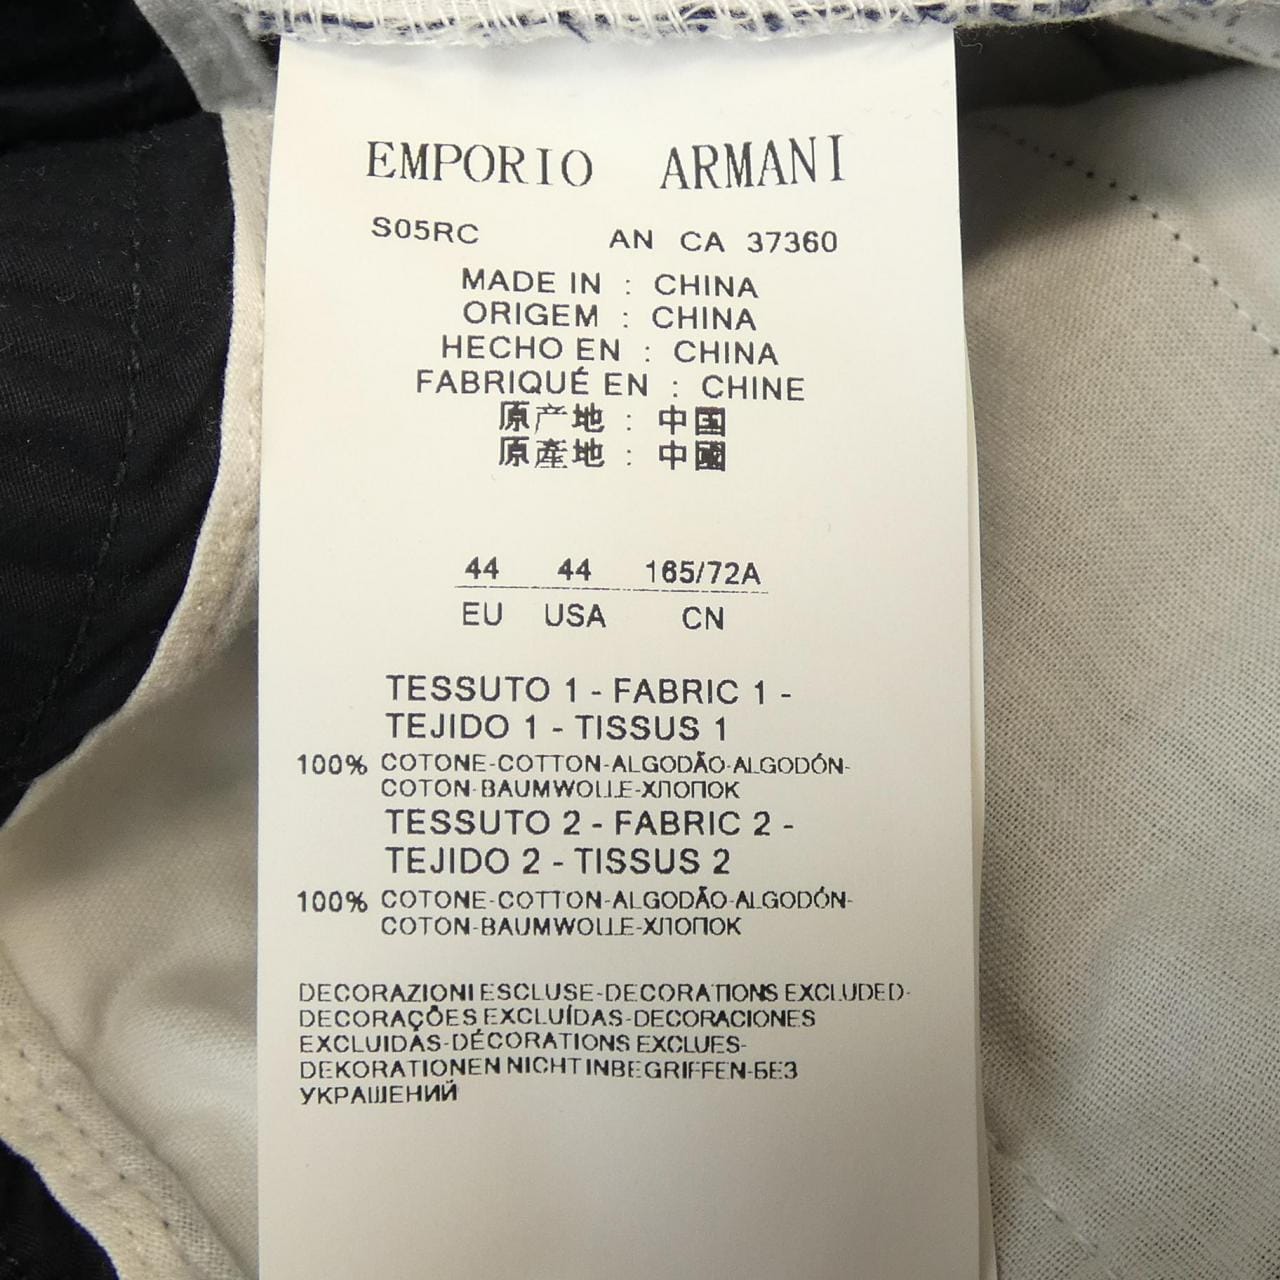 EMPORIO ARMANI
S05RC AN CA 37360
MADE IN : CHINA
ORIGEM : CHINA
HECHO EN : CHINA
FABRIQUÉ EN : CHINE
原产地 : 中国
原產地 : 中國
44 44 165/72A
EU USA CN
TESSUTO 1 - FABRIC 1 -
TEJIDO 1 - TISSUS 1
100% COTONE-COTTON-ALGODÃO-ALGODÓN-
COTON-BAUMWOLLE-ХЛОПОК
TESSUTO 2 - FABRIC 2 -
TEJIDO 2 - TISSUS 2
100% COTONE-COTTON-ALGODÃO-ALGODÓN-
COTON-BAUMWOLLE-ХЛОПОК
DECORAZIONI ESCLUSE-DECORATIONS EXCLUDED-
DECORAÇÕES EXCLUÍDAS-DECORACIONES
EXCLUIDAS-DÉCORATIONS EXCLUES-
DEKORATIONEN NICHT INBEGRIFFEN-БЕЗ
УКРАШЕНИЙ